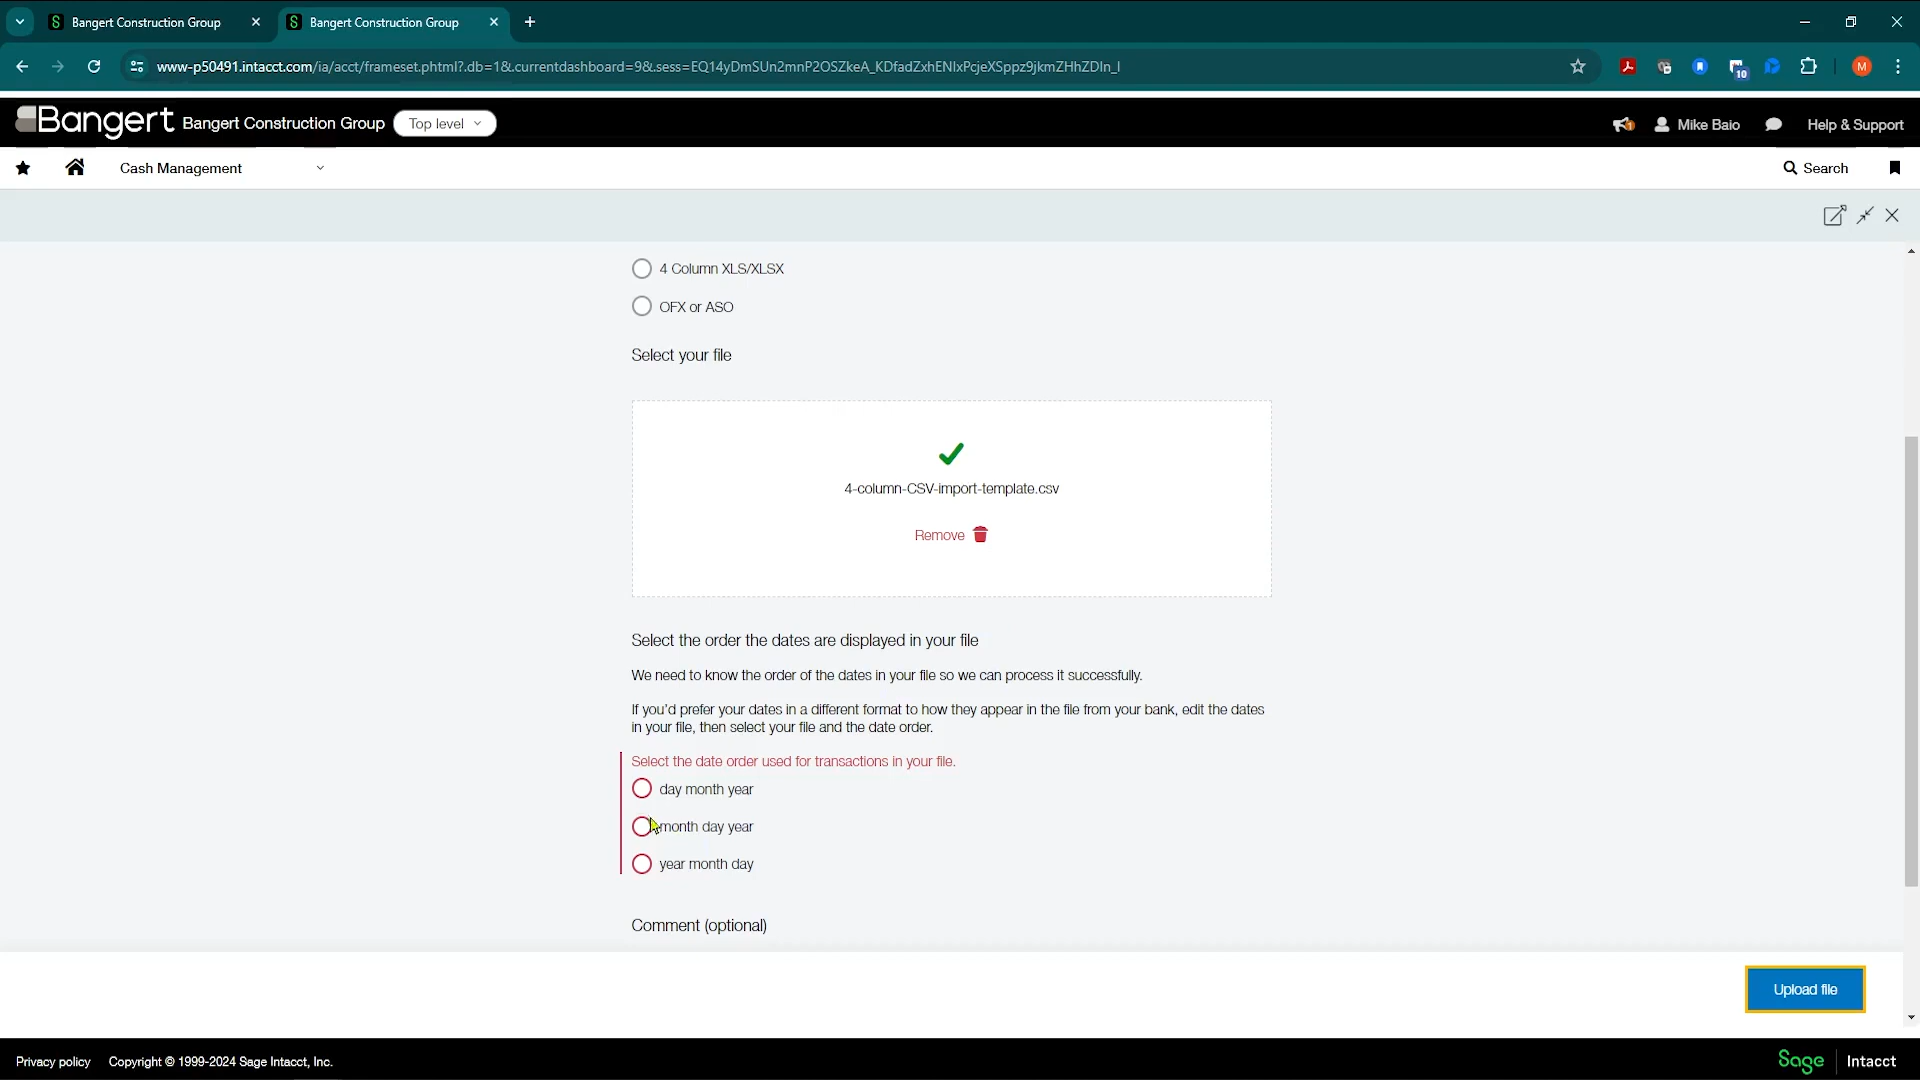 Bangert Construction Group
Bangert Construction Group
www-p50491.intacct.com/ia/acct/frameset.phtml?.db=1&.currentdashboard=9&.sess=EQ14yDmSUn2mnP2OSZkeA_KDfadZxhENlxPcjeXSppz9jkmZHhZDIn_I
10
M
Bangert Bangert Construction Group Top level
1
Mike Baio
Help & Support
Cash Management
Search
4 Column XLS/XLSX
OFX or ASO
Select your file
4-column-CSV-import-template.csv
Remove
Select the order the dates are displayed in your file
We need to know the order of the dates in your file so we can process it successfully.
If you'd prefer your dates in a different format to how they appear in the file from your bank, edit the dates
in your file, then select your file and the date order.
Select the date order used for transactions in your file.
day month year
month day year
year month day
Comment (optional)
Upload file
Privacy policy Copyright © 1999-2024 Sage Intacct, Inc.
Sage Intacct